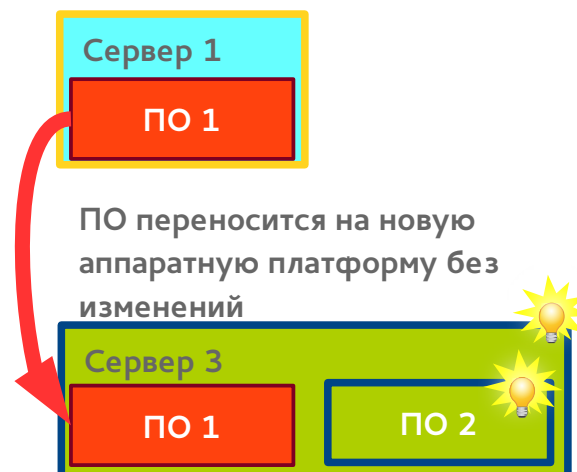 Сервер 1
ПО 1
ПО переносится на новую
аппаратную платформу без
изменений
Сервер 3
ПО 1
ПО 2